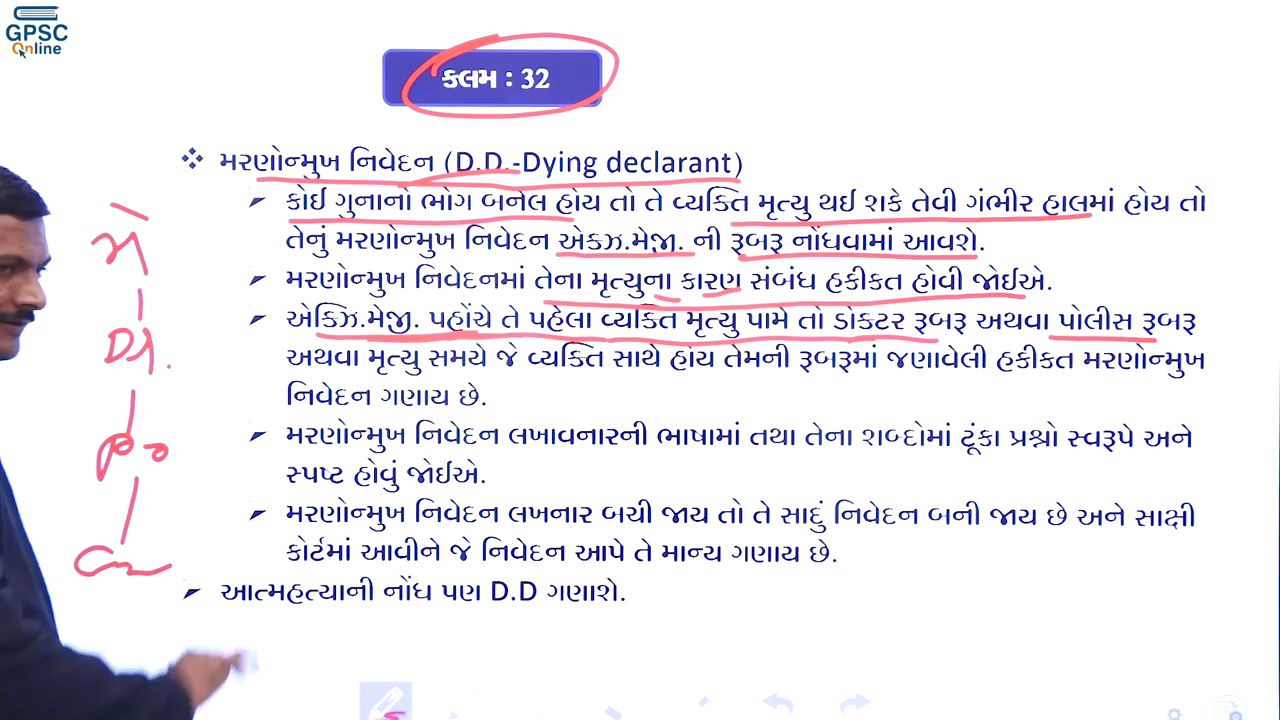 GPSC
Online
કલમ : 32
મરણોન્મુખ નિવેદન (D.D.-Dying declarant)
કોઈ ગુનાનો ભોગ બનેલ હોય તો તે વ્યક્તિ મૃત્યુ થઈ શકે તેવી ગંભીર હાલમાં હોય તો
તેનું મરણોન્મુખ નિવેદન એકઝ.મેજી. ની રૂબરૂ નોંધવામાં આવશે.
મરણોન્મુખ નિવેદનમાં તેના મૃત્યુના કારણ સંબંધ હકીકત હોવી જોઈએ.
એક્ઝિ.મેજી. પહોંચે તે પહેલા વ્યક્તિ મૃત્યુ પામે તો ડોકટર રૂબરૂ અથવા પોલીસ રૂબરૂ
અથવા મૃત્યુ સમયે જે વ્યક્તિ સાથે હોય તેમની રૂબરૂમાં જણાવેલી હકીકત મરણોન્મુખ
નિવેદન ગણાય છે.
મરણોન્મુખ નિવેદન લખાવનારની ભાષામાં તથા તેના શબ્દોમાં ટૂંકા પ્રશ્નો સ્વરૂપે અને
સ્પષ્ટ હોવું જોઈએ.
મરણોન્મુખ નિવેદન લખનાર બચી જાય તો તે સાદું નિવેદન બની જાય છે અને સાક્ષી
કોર્ટમાં આવીને જે નિવેદન આપે તે માન્ય ગણાય છે.
આત્મહત્યાની નોંધ પણ D.D ગણાશે.